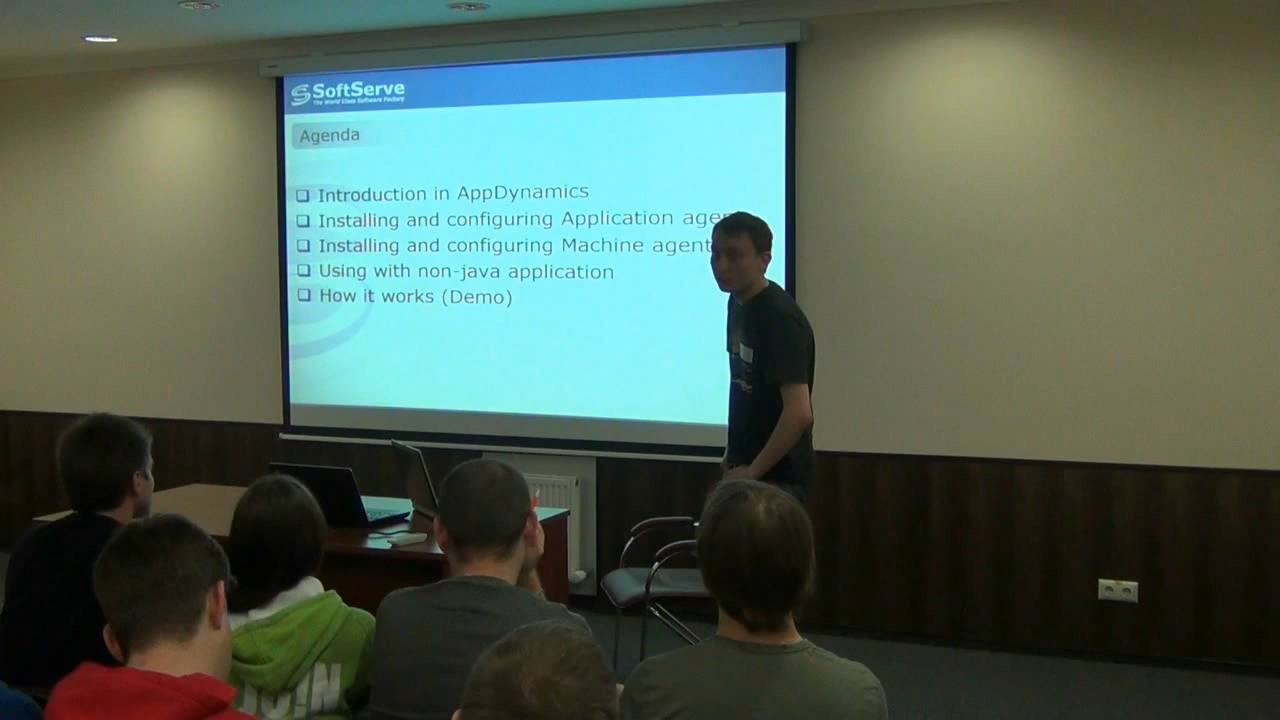 SoftServe
The World Class Software Factory
Agenda
❑ Introduction in AppDynamics
❑ Installing and configuring Application
❑ Installing and configuring Machine agent
❑ Using with non-java application
❑ How it works (Demo)